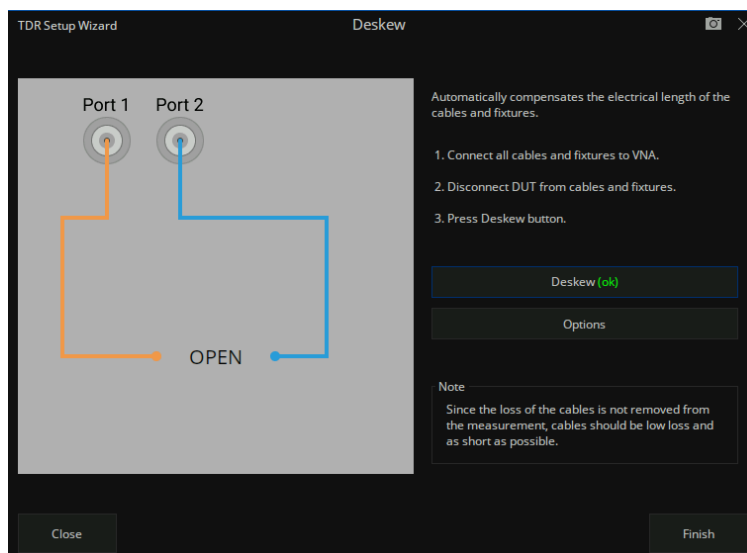 TDR Setup Wizard
Deskew
Port 1 Port 2
OPEN
Automatically compensates the electrical length of the
cables and fixtures.
1. Connect all cables and fixtures to VNA.
2. Disconnect DUT from cables and fixtures.
3. Press Deskew button.
Deskew (ok)
Options
Note
Since the loss of the cables is not removed from
the measurement, cables should be low loss and
as short as possible.
Close
Finish